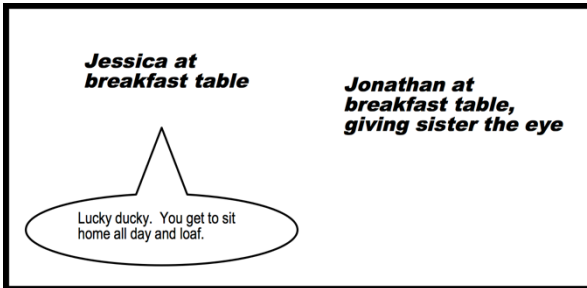 Jessica at
breakfast table
Jonathan at
breakfast table,
giving sister the eye
Lucky ducky.  You get to sit
home all day and loaf.